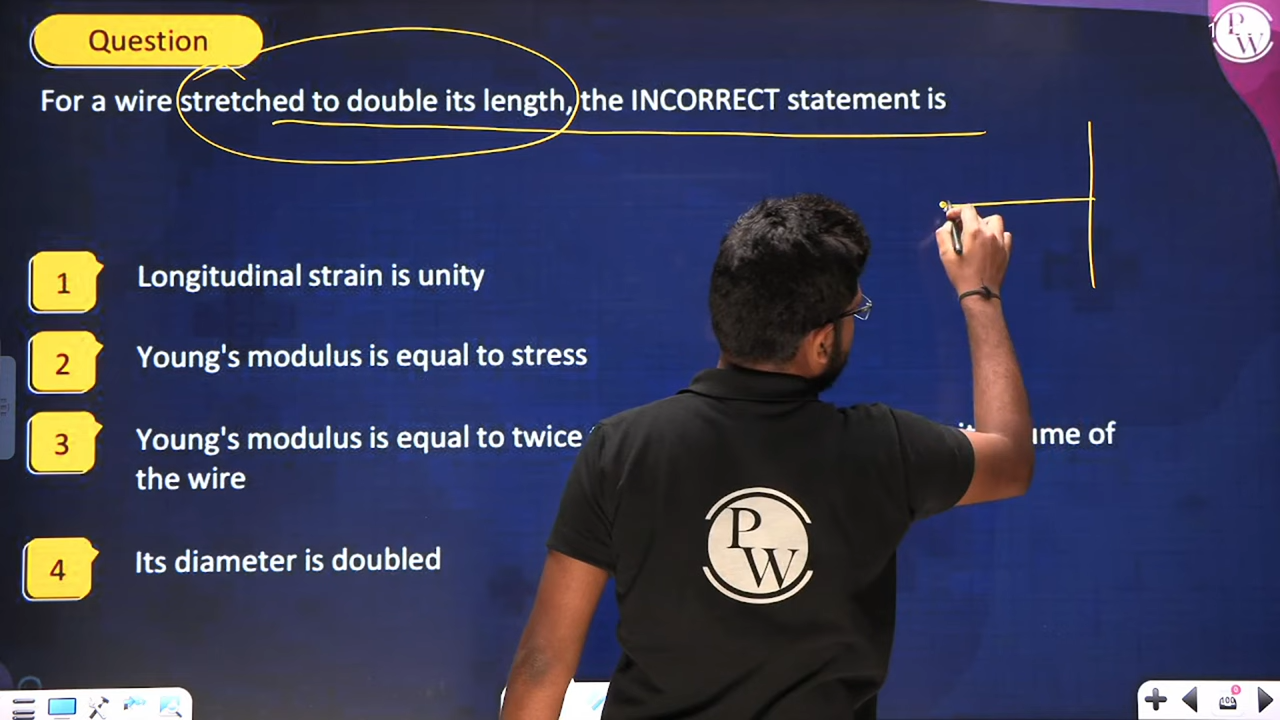 Question
For a wire stretched to double its length, the INCORRECT statement is
1 Longitudinal strain is unity
2 Young's modulus is equal to stress
3 Young's modulus is equal to twice of
the wire
4 Its diameter is doubled
PW
PW